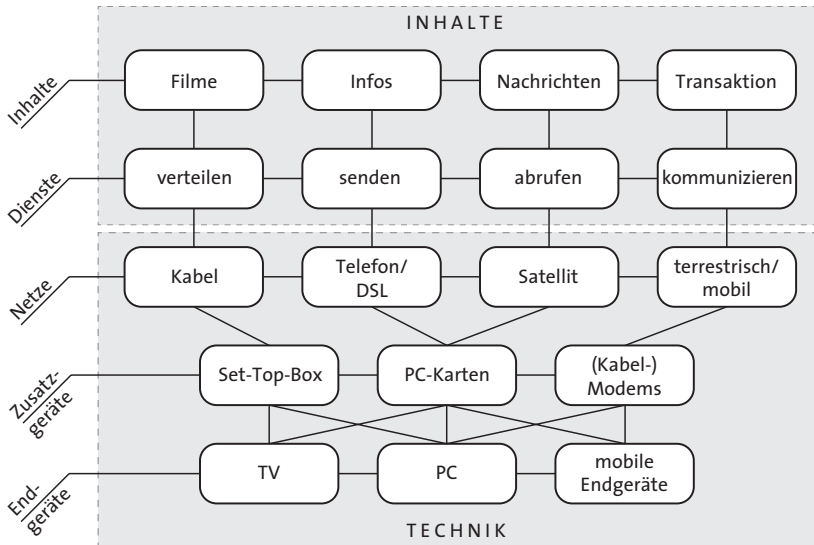 INHALTE
Inhalte
Filme
Infos
Nachrichten
Transaktion
Dienste
verteilen
senden
abrufen
kommunizieren
Netze
Kabel
Telefon/
DSL
Satellit
terrestrisch/
mobil
Zusatz-
geräte
Set-Top-Box
PC-Karten
(Kabel-)
Modems
End-
geräte
TV
PC
mobile
Endgeräte
TECHNIK